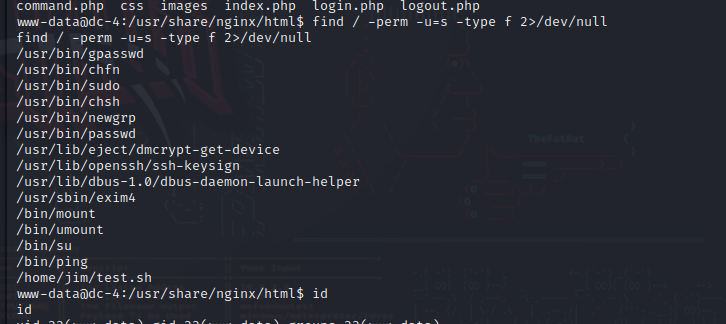 command.php  css  images  index.php  login.php  logout.php
www-data@dc-4:/usr/share/nginx/html$ find / -perm -u=s -type f 2>/dev/null
find / -perm -u=s -type f 2>/dev/null
/usr/bin/gpasswd
/usr/bin/chfn
/usr/bin/sudo
/usr/bin/chsh
/usr/bin/newgrp
/usr/bin/passwd
/usr/lib/eject/dmcrypt-get-device
/usr/lib/openssh/ssh-keysign
/usr/lib/dbus-1.0/dbus-daemon-launch-helper
/usr/sbin/exim4
/bin/mount
/bin/umount
/bin/su
/bin/ping
/home/jim/test.sh
www-data@dc-4:/usr/share/nginx/html$ id
id